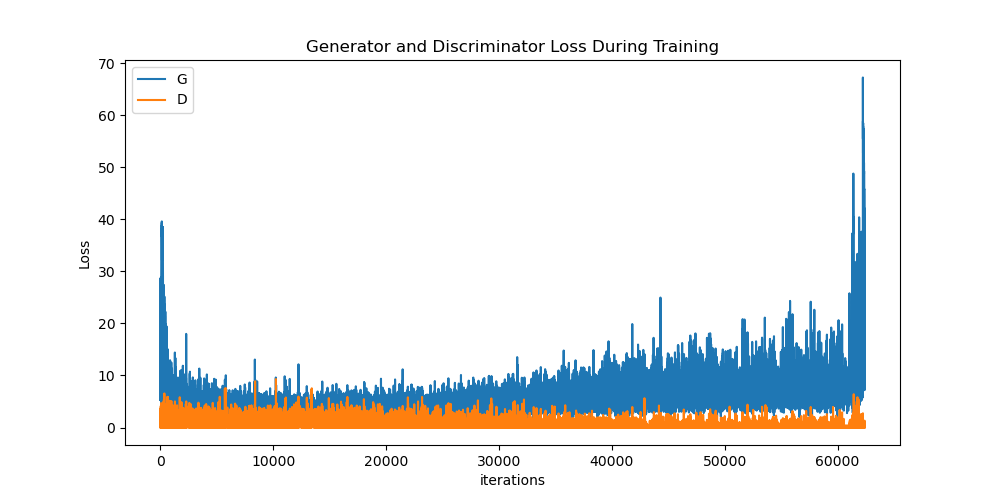 Generator and Discriminator Loss During Training
G
D
70
60
50
40
30
20
10
0
Loss
0 10000 20000 30000 40000 50000 60000
iterations